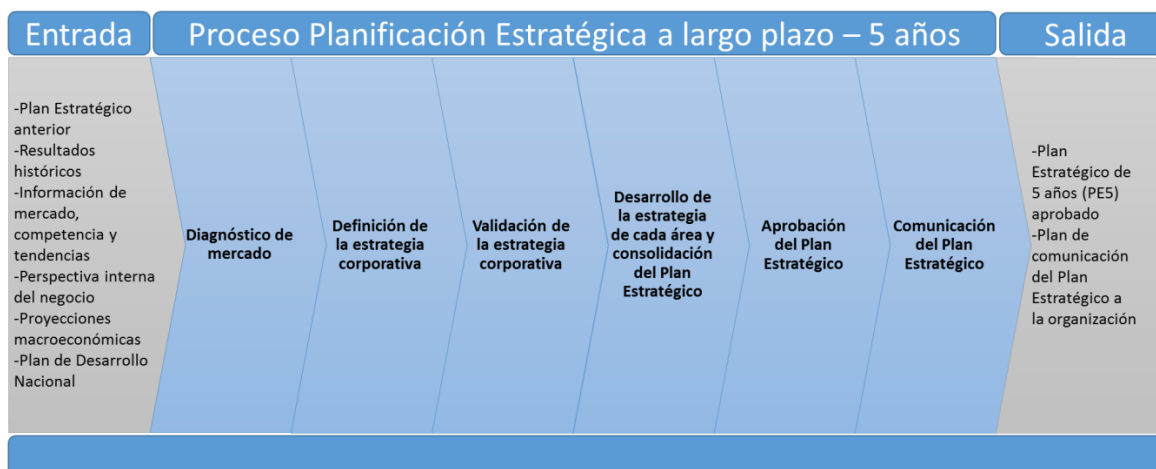 Entrada
Proceso Planificación Estratégica a largo plazo – 5 años
Salida
-Plan Estratégico
anterior
-Resultados
históricos
-Información de
mercado,
competencia y
tendencias
-Perspectiva interna
del negocio
-Proyecciones
macroeconómicas
-Plan de Desarrollo
Nacional
Diagnóstico de
mercado
Definición de
la estrategia
corporativa
Validación de
la estrategia
corporativa
Desarrollo de
la estrategia
de cada área y
consolidación
del Plan
Estratégico
Aprobación
del Plan
Estratégico
Comunicación
del Plan
Estratégico
-Plan
Estratégico de
5 años (PE5)
aprobado
-Plan de
comunicación
del Plan
Estratégico a
la organización